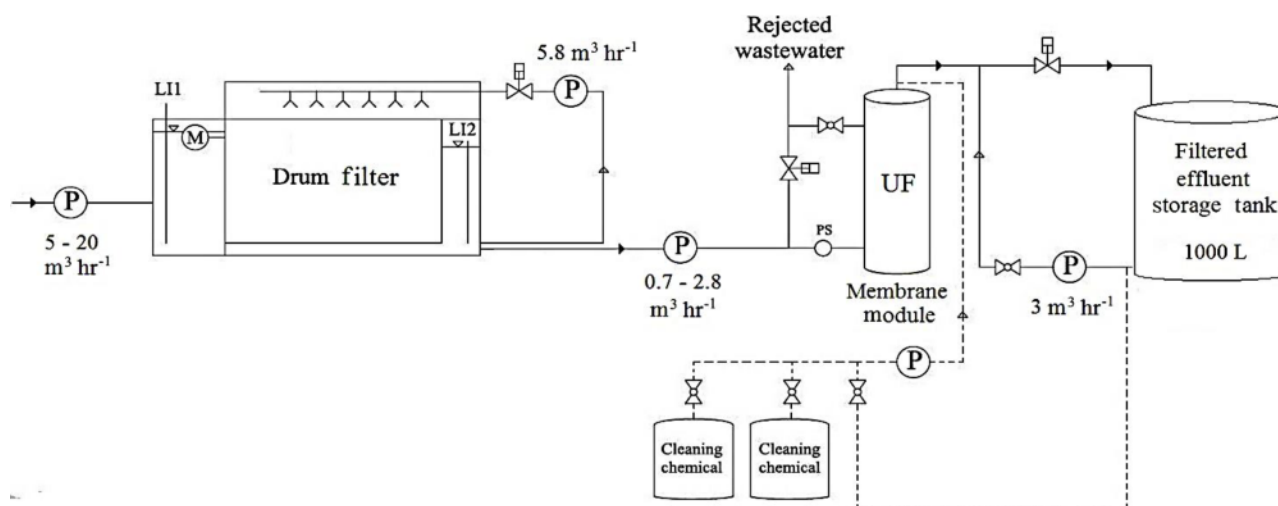 LI1
M
5.8 m³ hr⁻¹
P
LI2
Drum filter
P
5 - 20
m³ hr⁻¹
Rejected
wastewater
UF
PS
P
0.7 - 2.8
m³ hr⁻¹
Membrane
module
Filtered
effluent
storage tank
1000 L
P
3 m³ hr⁻¹
P
Cleaning
chemical
Cleaning
chemical